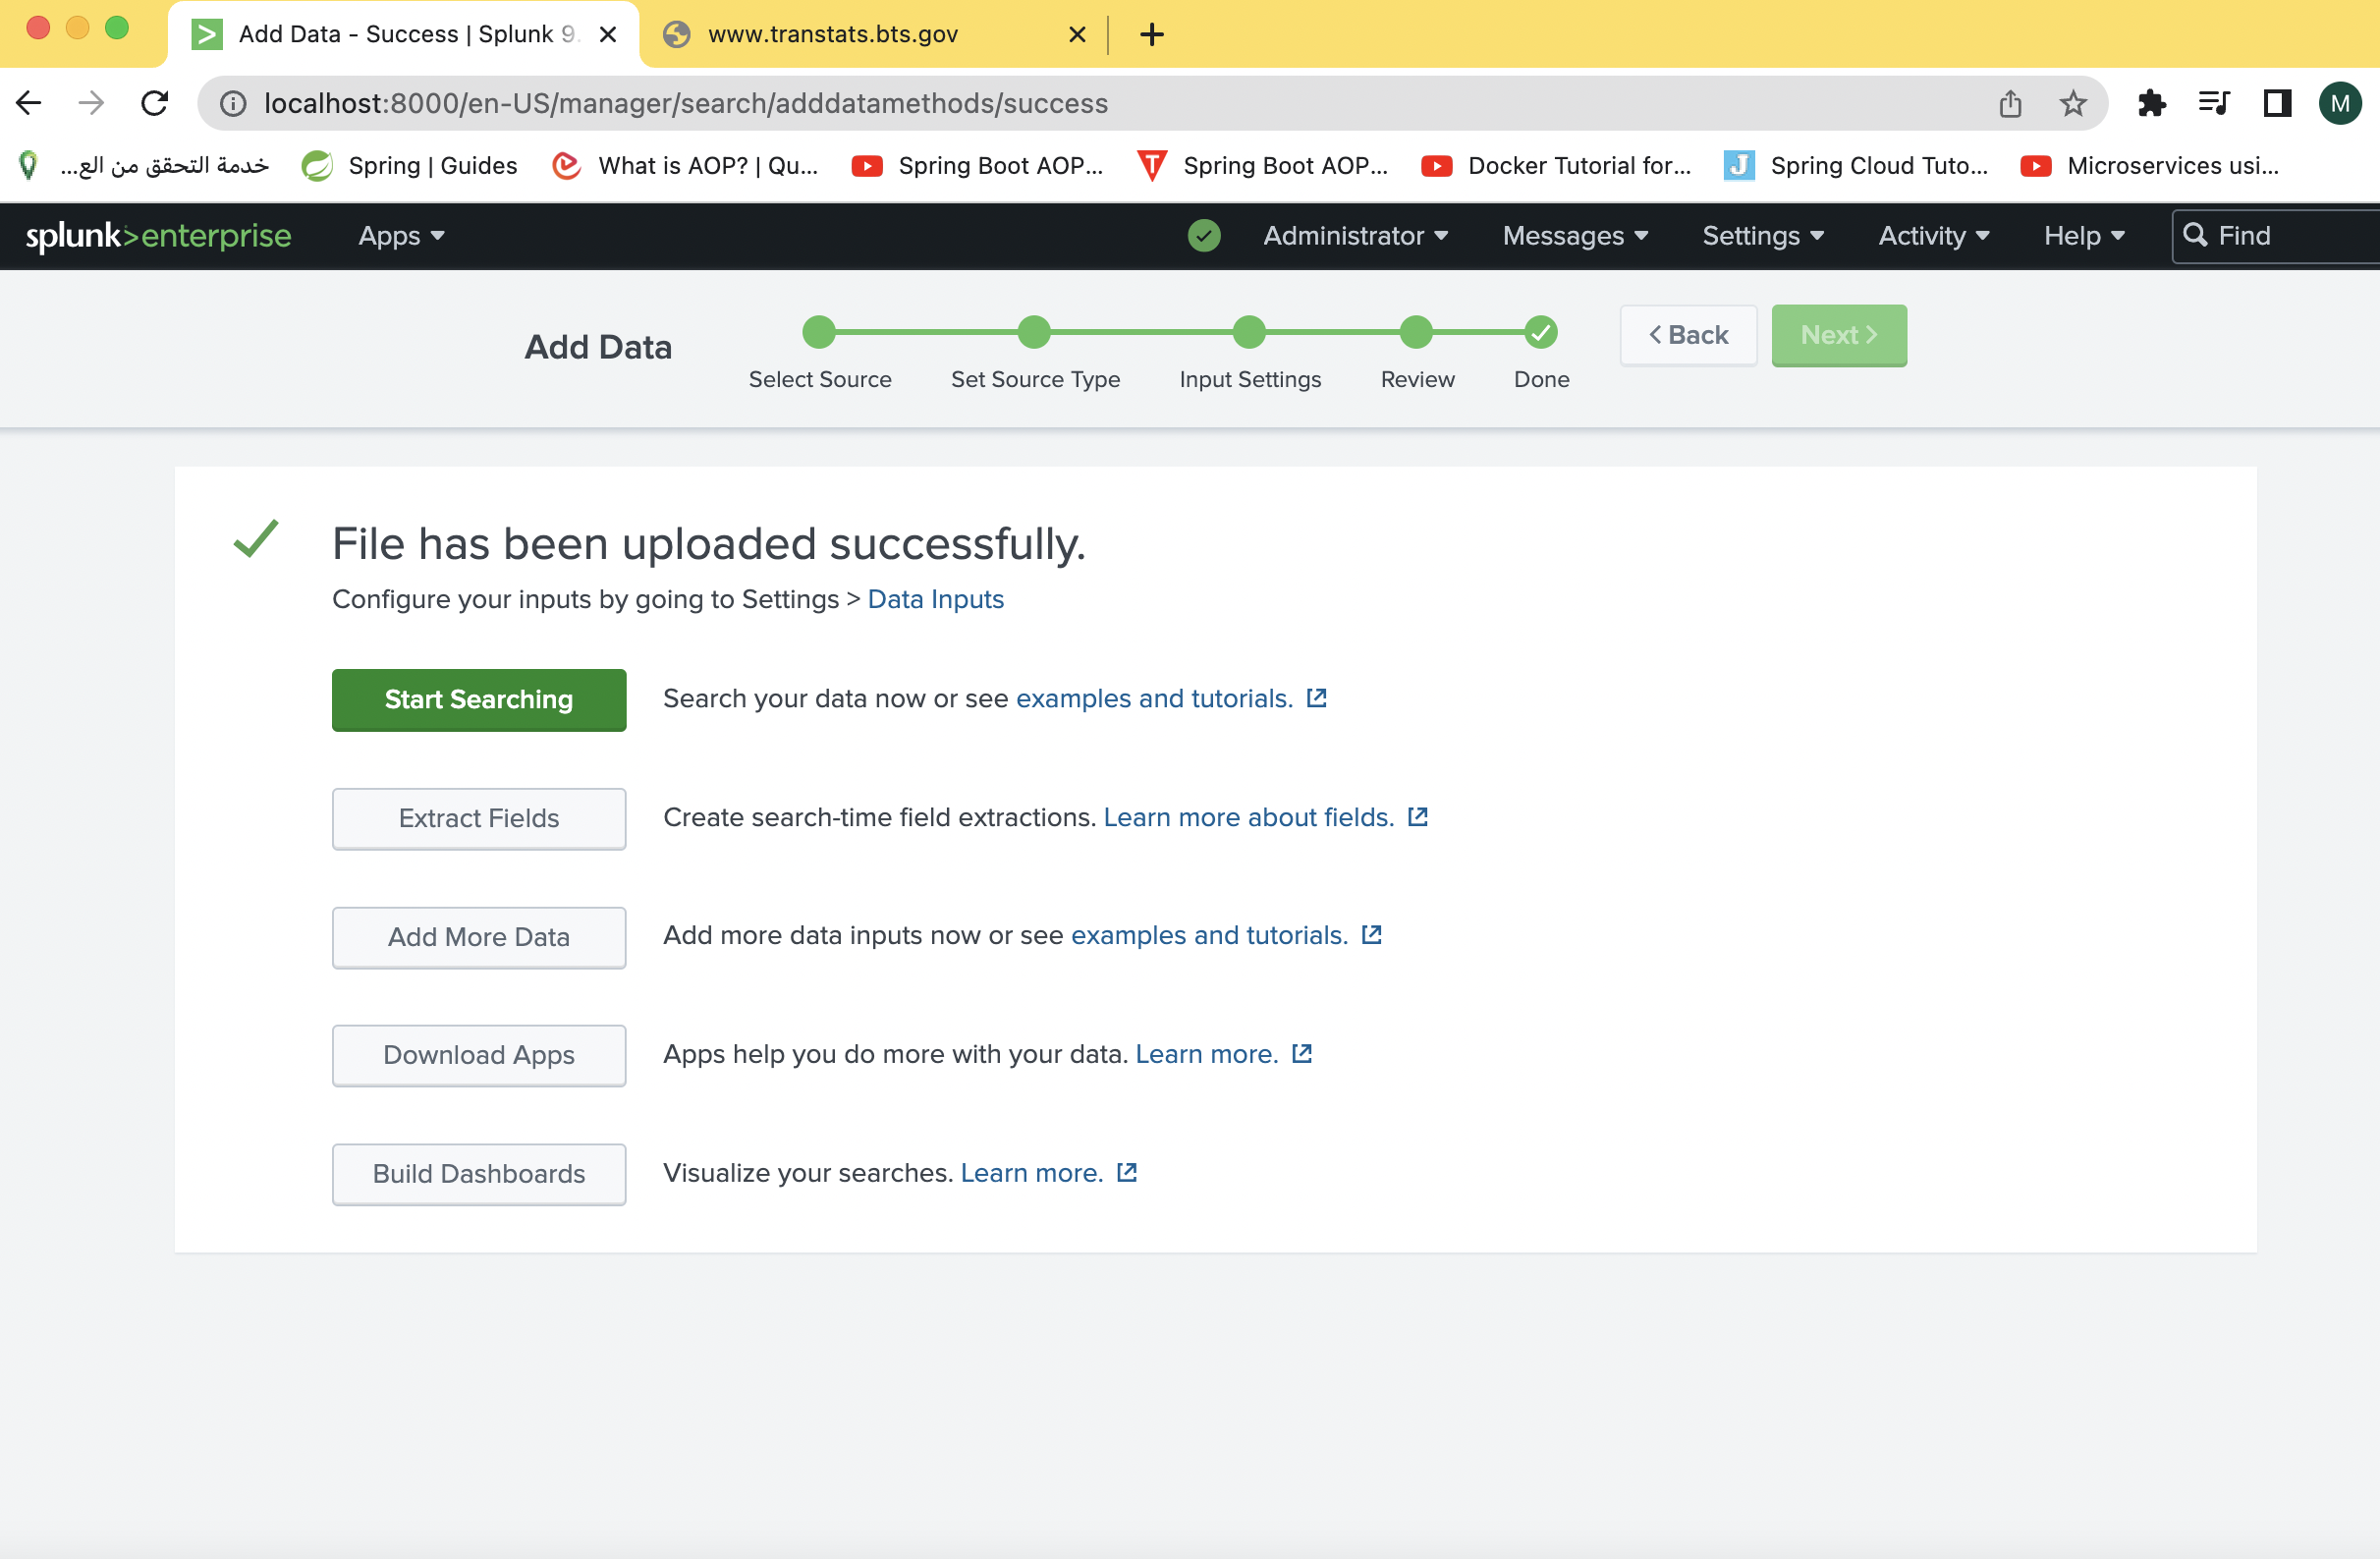 Add Data - Success | Splunk 9.
www.transtats.bts.gov
localhost:8000/en-US/manager/search/adddatamethods/success
M
خدمة التحقق من الع...
Spring | Guides
What is AOP? | Qu...
Spring Boot AOP...
Spring Boot AOP...
Docker Tutorial for...
Spring Cloud Tuto...
Microservices usi...
splunk>enterprise
Apps
Administrator
Messages
Settings
Activity
Help
Find
Add Data
Select Source
Set Source Type
Input Settings
Review
Done
< Back
Next >
File has been uploaded successfully.
Configure your inputs by going to Settings > Data Inputs
Start Searching
Search your data now or see examples and tutorials.
Extract Fields
Create search-time field extractions. Learn more about fields.
Add More Data
Add more data inputs now or see examples and tutorials.
Download Apps
Apps help you do more with your data. Learn more.
Build Dashboards
Visualize your searches. Learn more.